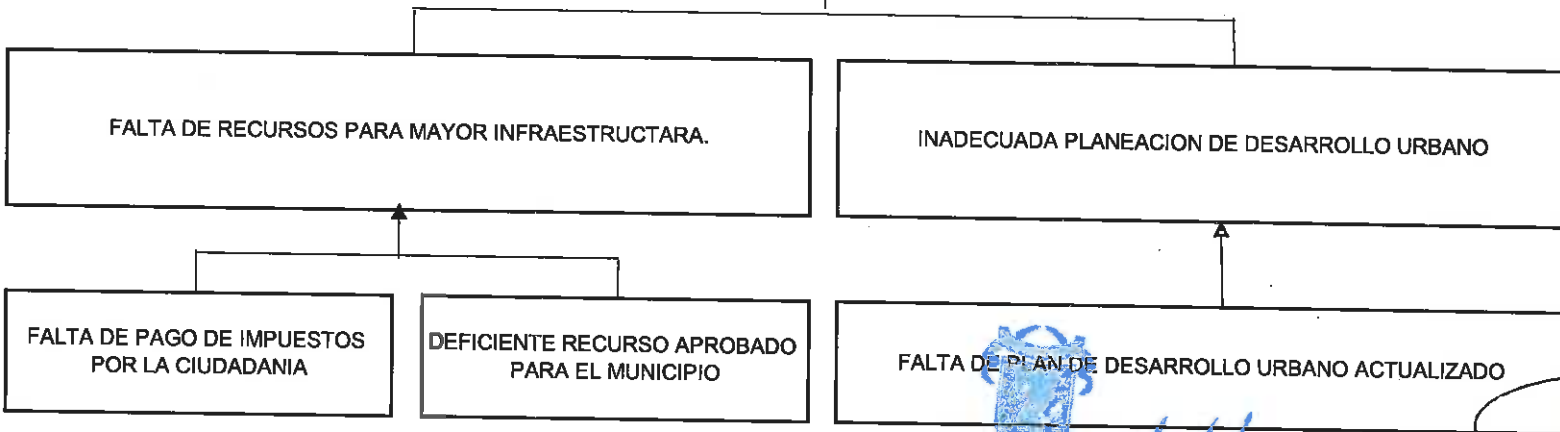 FALTA DE RECURSOS PARA MAYOR INFRAESTRUCTARA.
INADECUADA PLANEACION DE DESARROLLO URBANO
FALTA DE PAGO DE IMPUESTOS
POR LA CIUDADANIA
DEFICIENTE RECURSO APROBADO
PARA EL MUNICIPIO
FALTA DE PLAN DE DESARROLLO URBANO ACTUALIZADO